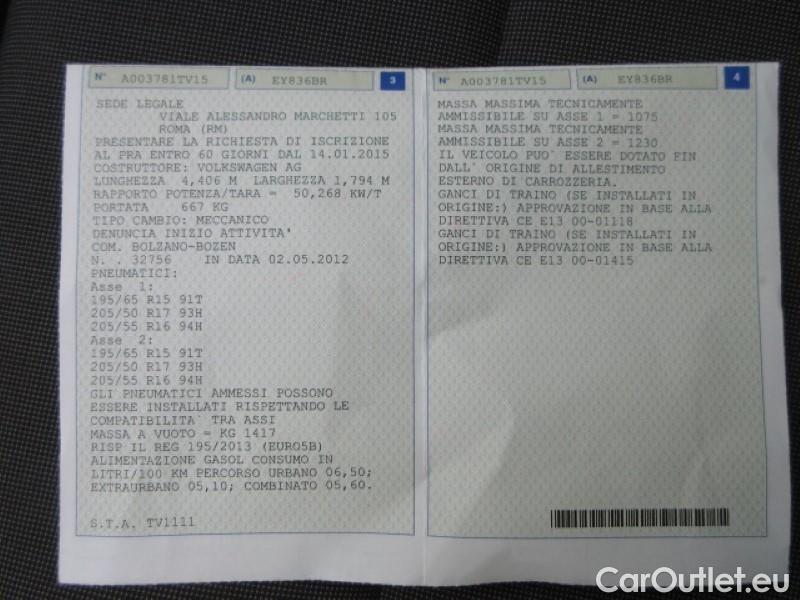 N° A003781TV15 (A) EY836BR 3
SEDE LEGALE
VIALE ALESSANDRO MARCHETTI 105
ROMA (RM)
PRESENTARE LA RICHIESTA DI ISCRIZIONE
AL PRA ENTRO 60 GIORNI DAL 14.01.2015
COSTRUTTORE: VOLKSWAGEN AG
LUNGHEZZA 4,406 M LARGHEZZA 1,794 M
RAPPORTO POTENZA/TARA = 50,268 KW/T
PORTATA 667 KG
TIPO CAMBIO: MECCANICO
DENUNCIA INIZIO ATTIVITA'
COM. BOLZANO-BOZEN
N. . 32756 IN DATA 02.05.2012
PNEUMATICI:
Asse 1:
195/65 R15 91T
205/50 R17 93H
205/55 R16 94H
Asse 2:
195/65 R15 91T
205/50 R17 93H
205/55 R16 94H
GLI PNEUMATICI AMMESSI POSSONO
ESSERE INSTALLATI RISPETTANDO LE
COMPATIBILITA` TRA ASSI
MASSA A VUOTO = KG 1417
RISP IL REG 195/2013 (EURO5B)
ALIMENTAZIONE GASOL CONSUMO IN
LITRI/100 KM PERCORSO URBANO 06,50;
EXTRAURBANO 05,10; COMBINATO 05,60.
S.T.A. TV1111
N° A003781TV15 (A) EY836BR 4
MASSA MASSIMA TECNICAMENTE
AMMISSIBILE SU ASSE 1 = 1075
MASSA MASSIMA TECNICAMENTE
AMMISSIBILE SU ASSE 2 = 1230
IL VEICOLO PUO` ESSERE DOTATO FIN
DALL` ORIGINE DI ALLESTIMENTO
ESTERNO DI CARROZZERIA.
GANCI DI TRAINO (SE INSTALLATI IN
ORIGINE:) APPROVAZIONE IN BASE ALLA
DIRETTIVA CE E13 00-01118
GANCI DI TRAINO (SE INSTALLATI IN
ORIGINE:) APPROVAZIONE IN BASE ALLA
DIRETTIVA CE E13 00-01415
CarOutlet.eu